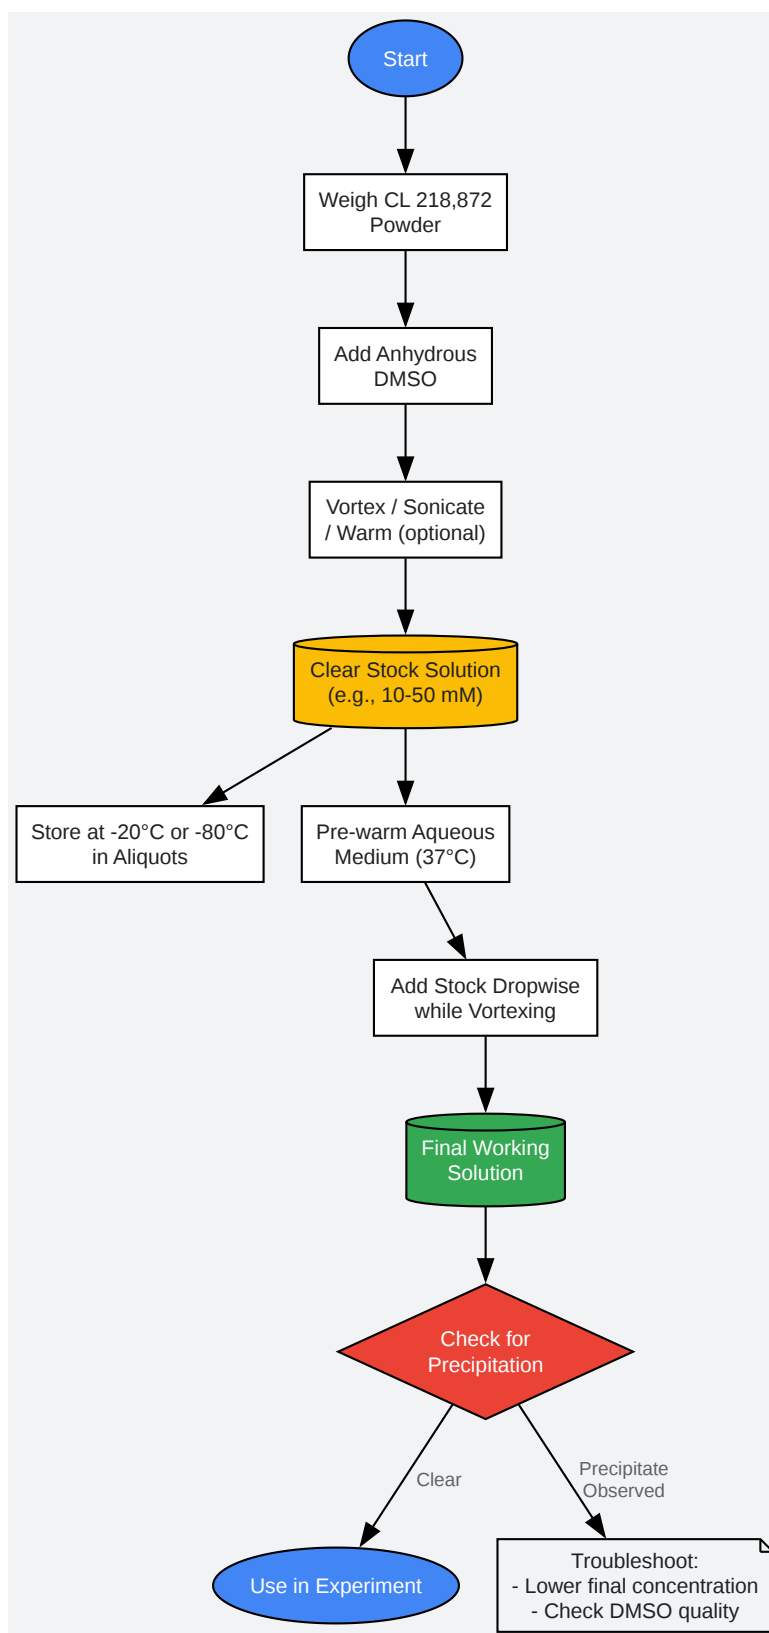 Start
Weigh CL 218,872
Powder
Add Anhydrous
DMSO
Vortex / Sonicate
/ Warm (optional)
Clear Stock Solution
(e.g., 10-50 mM)
Store at -20°C or -80°C
in Aliquots
Pre-warm Aqueous
Medium (37°C)
Add Stock Dropwise
while Vortexing
Final Working
Solution
Check for
Precipitation
Clear
Precipitate
Observed
Use in Experiment
Troubleshoot:
- Lower final concentration
- Check DMSO quality